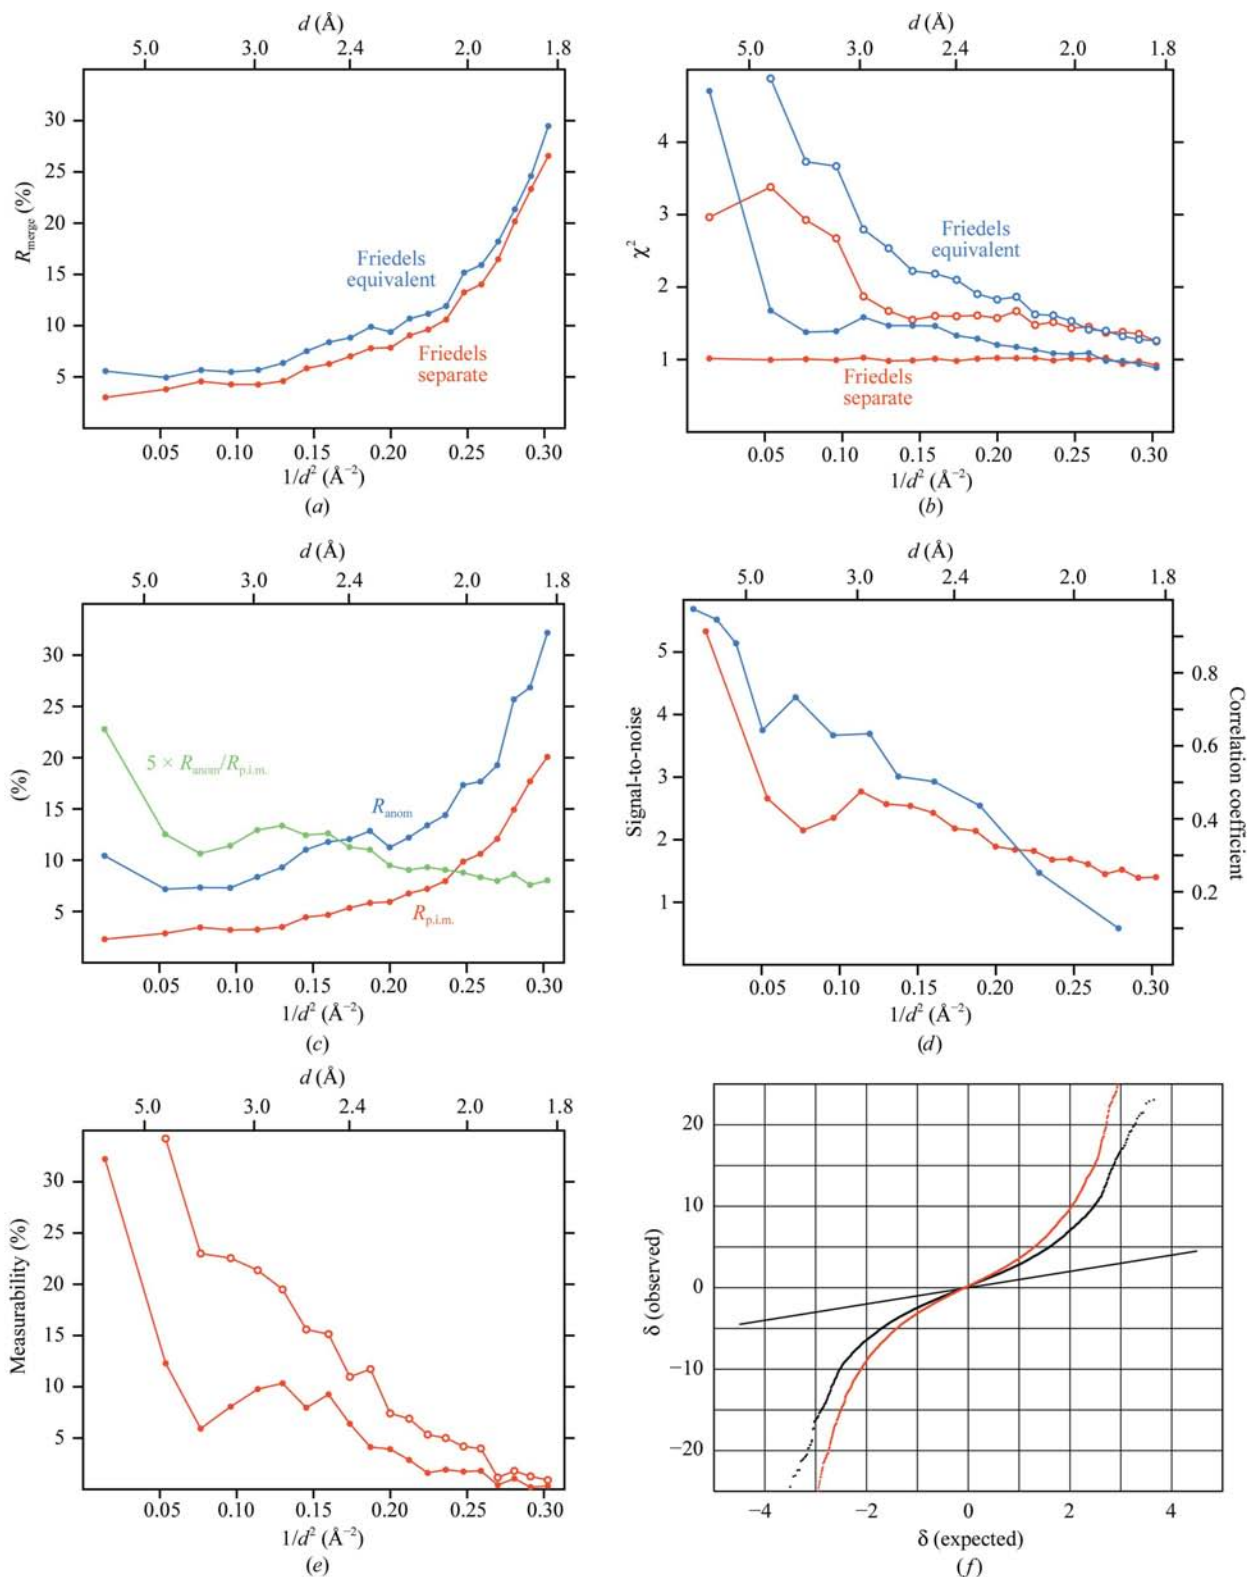 d (Å)
5.0 3.0 2.4 2.0 1.8
R_merge (%)
30
25
20
15
10
5
Friedels
equivalent
Friedels
separate
0.05 0.10 0.15 0.20 0.25 0.30
1/d² (Å⁻²)
(a)
d (Å)
5.0 3.0 2.4 2.0 1.8
χ²
4
3
2
1
Friedels
equivalent
Friedels
separate
0.05 0.10 0.15 0.20 0.25 0.30
1/d² (Å⁻²)
(b)
d (Å)
5.0 3.0 2.4 2.0 1.8
(%)
30
25
20
15
10
5
5 × R_anom/R_p.i.m.
R_anom
R_p.i.m.
0.05 0.10 0.15 0.20 0.25 0.30
1/d² (Å⁻²)
(c)
d (Å)
5.0 3.0 2.4 2.0 1.8
Signal-to-noise
5
4
3
2
1
0.8
0.6
0.4
0.2
Correlation coefficient
0.05 0.10 0.15 0.20 0.25 0.30
1/d² (Å⁻²)
(d)
d (Å)
5.0 3.0 2.4 2.0 1.8
Measurability (%)
30
25
20
15
10
5
0.05 0.10 0.15 0.20 0.25 0.30
1/d² (Å⁻²)
(e)
δ (observed)
20
10
0
−10
−20
−4 −2 0 2 4
δ (expected)
(f)